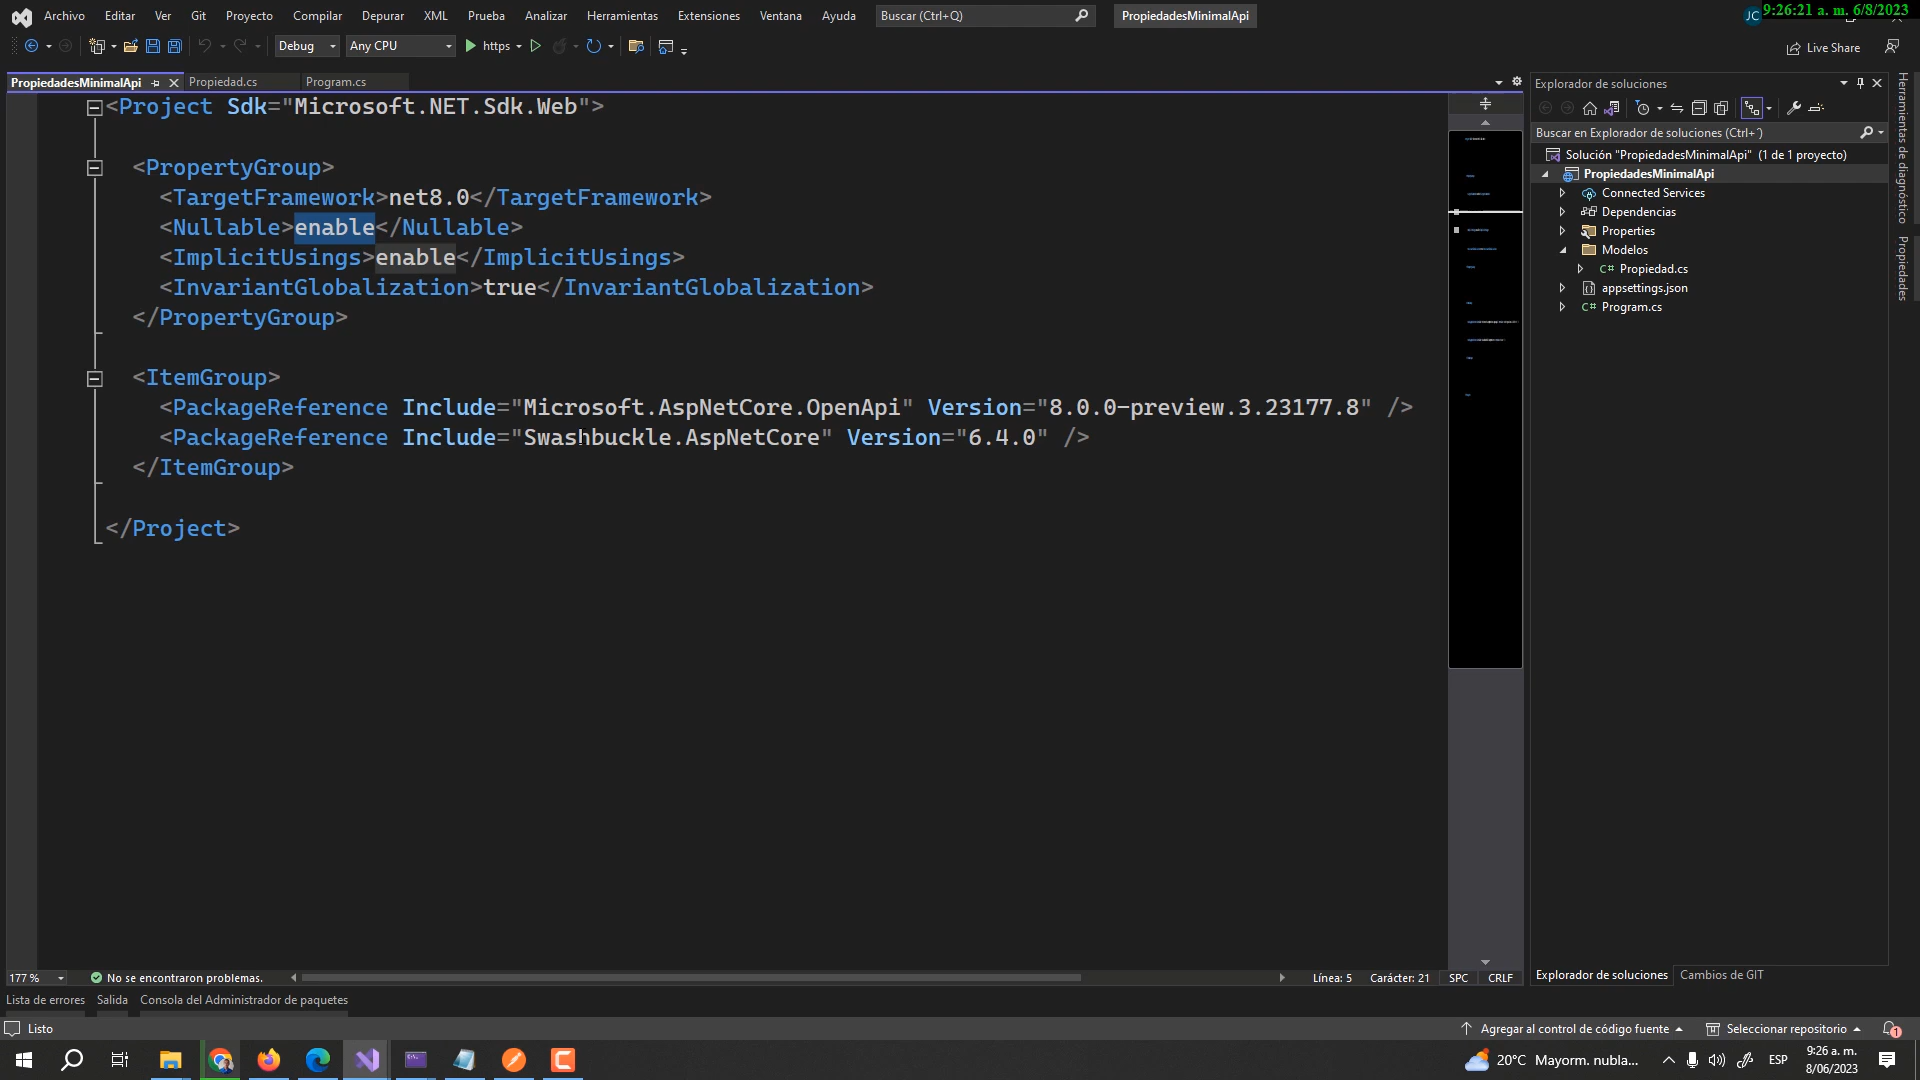 Archivo Editar Ver Git Proyecto Compilar Depurar XML Prueba Analizar Herramientas Extensiones Ventana Ayuda Buscar (Ctrl+Q) PropiedadesMinimalApi JC 9:26:21 a. m. 6/8/2023
Debug Any CPU https Live Share
PropiedadesMinimalApi Propiedad.cs Program.cs
<Project Sdk="Microsoft.NET.Sdk.Web">
<PropertyGroup>
<TargetFramework>net8.0</TargetFramework>
<Nullable>enable</Nullable>
<ImplicitUsings>enable</ImplicitUsings>
<InvariantGlobalization>true</InvariantGlobalization>
</PropertyGroup>
<ItemGroup>
<PackageReference Include="Microsoft.AspNetCore.OpenApi" Version="8.0.0-preview.3.23177.8" />
<PackageReference Include="Swashbuckle.AspNetCore" Version="6.4.0" />
</ItemGroup>
</Project>
Explorador de soluciones
Buscar en Explorador de soluciones (Ctrl+´)
Solución "PropiedadesMinimalApi" (1 de 1 proyecto)
PropiedadesMinimalApi
Connected Services
Dependencias
Properties
Modelos
C# Propiedad.cs
appsettings.json
C# Program.cs
Herramientas de diagnóstico
Propiedades
177 % No se encontraron problemas. Línea: 5 Carácter: 21 SPC CRLF
Explorador de soluciones Cambios de GIT
Lista de errores Salida Consola del Administrador de paquetes
Listo Agregar al control de código fuente Seleccionar repositorio 1
20°C Mayorm. nubla... ESP 9:26 a. m.
8/06/2023